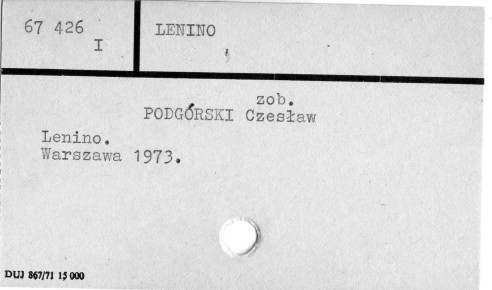 67 426
I
LENINO
zob.
PODGÓRSKI Czesław
Lenino.
Warszawa 1973.
DUJ 867/71 15 000